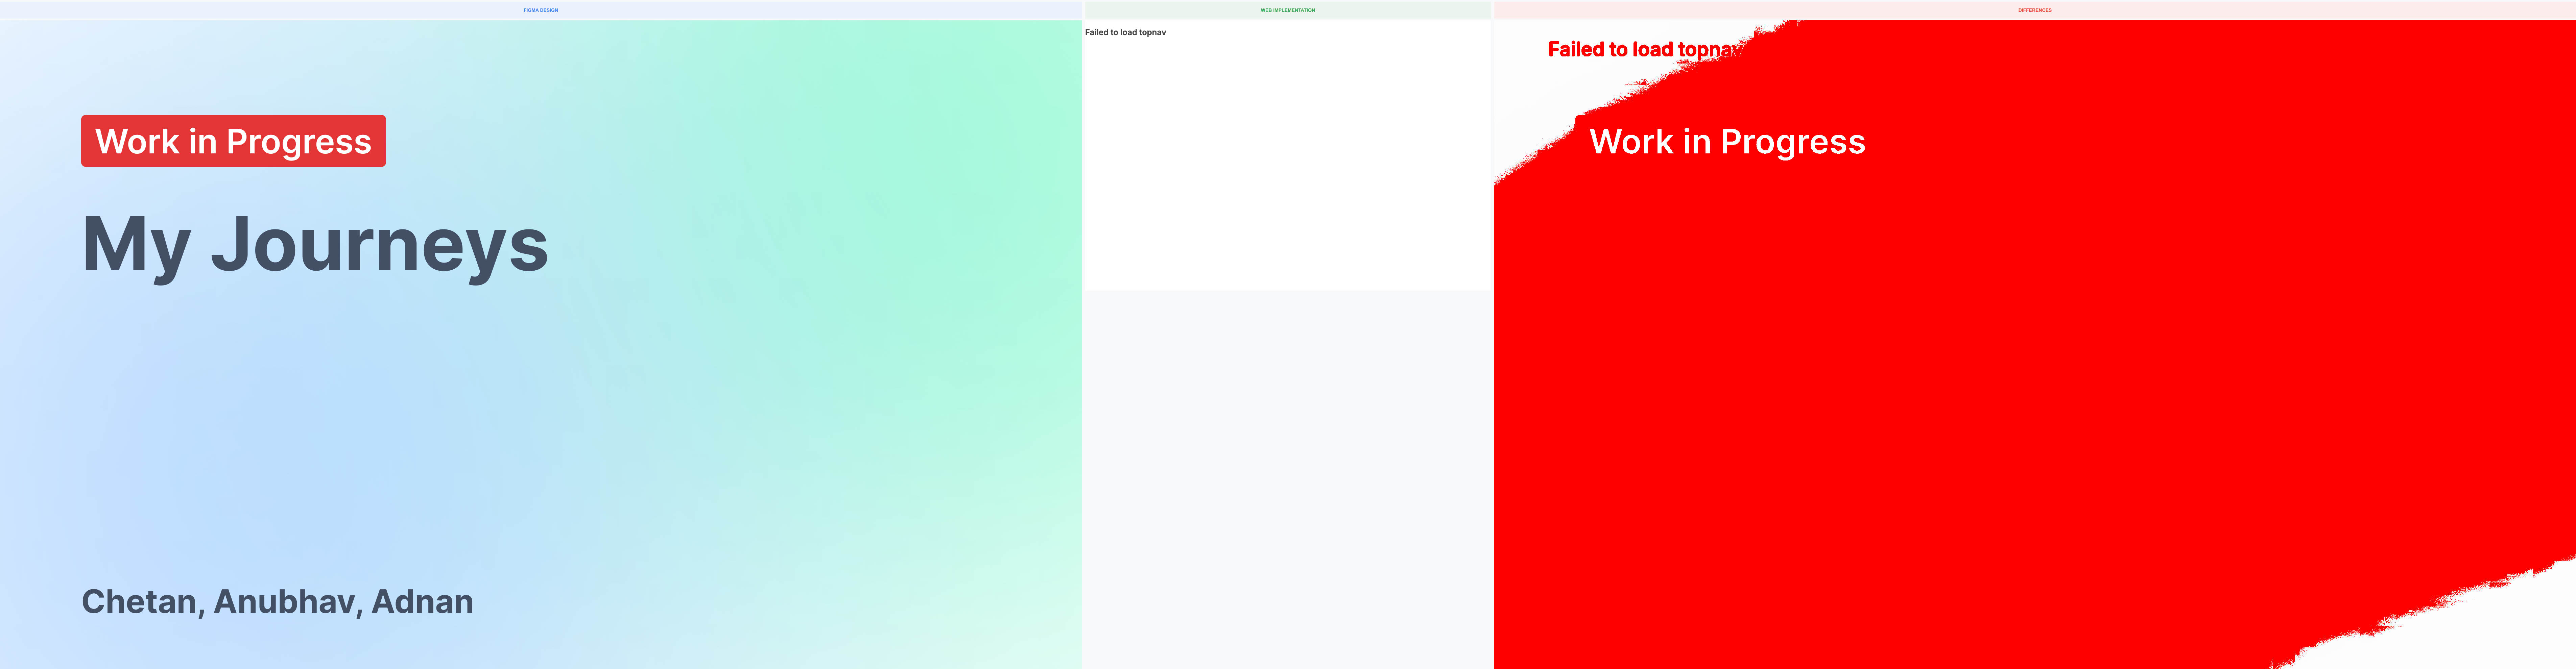 FIGMA DESIGN
Work in Progress
My Journeys
Chetan, Anubhav, Adnan
WEB IMPLEMENTATION
Failed to load topnav
DIFFERENCES
Failed to load topnav
Work in Progress